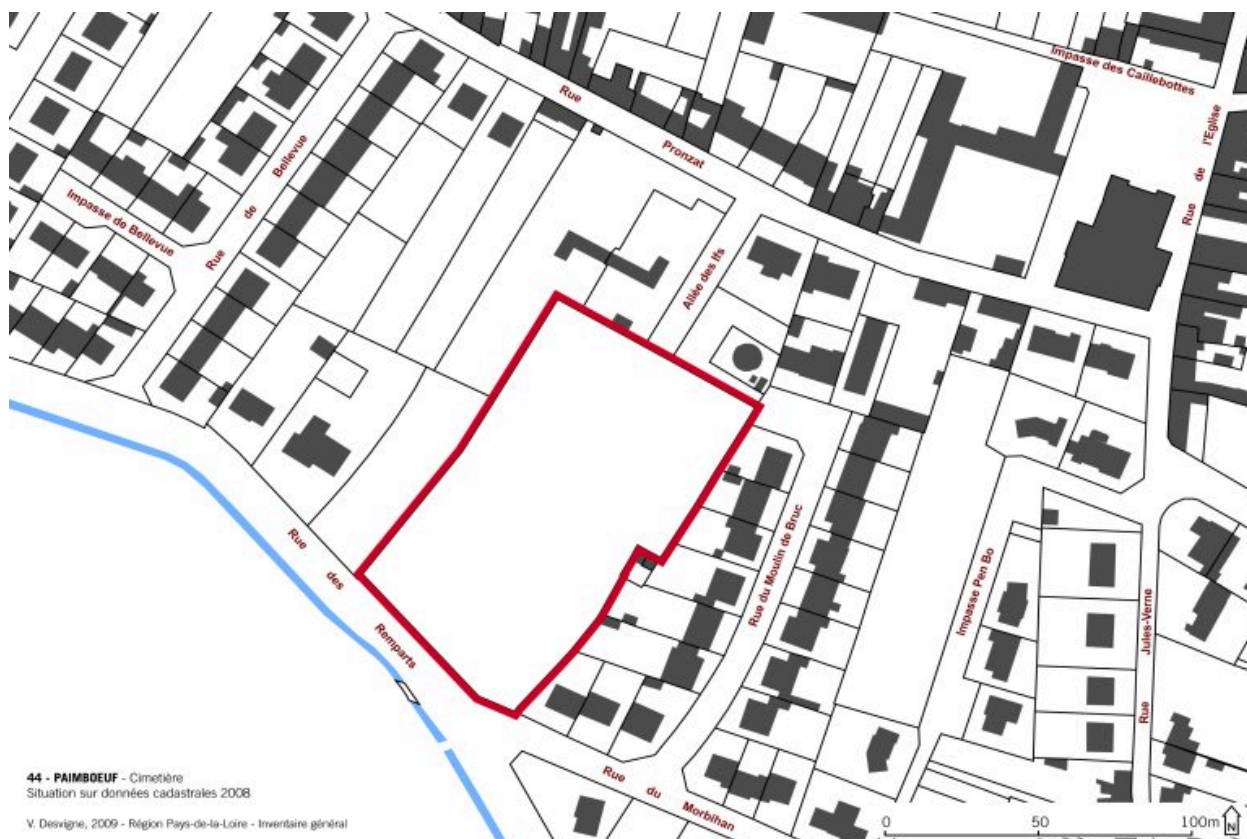 Impasse des Caillebottes
Rue de l'Eglise
Rue Pronzat
Rue de Bellevue
Impasse de Bellevue
Allée des Ifs
Rue du Moulin de Bruc
Impasse Pen Bo
Rue Jules-Verne
Rue des Remparta
Rue du Morbihan
44 - PAIMBOEUF - Cimetière
Situation sur données cadastrales 2008
V. Desvigne, 2009 - Région Pays-de-la-Loire - Inventaire général
0 50 100m
N